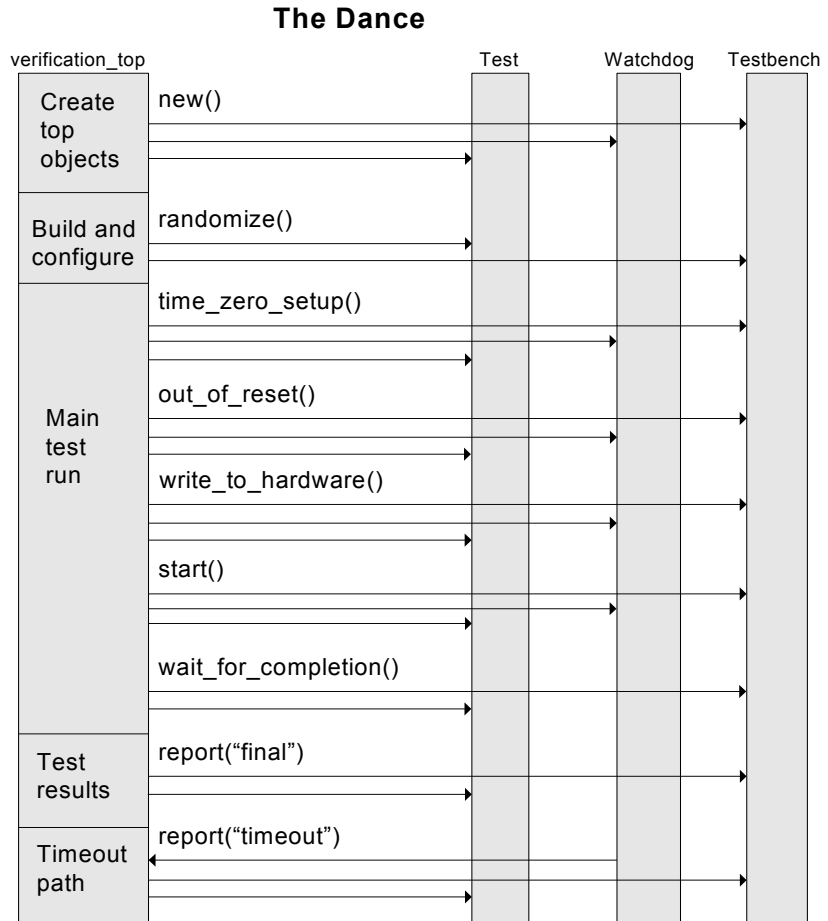 The Dance
verification_top Test Watchdog Testbench
Create
top
objects
new()
Build and
configure
randomize()
Main
test
run
time_zero_setup()
out_of_reset()
write_to_hardware()
start()
wait_for_completion()
Test
results
report(“final”)
Timeout
path
report(“timeout”)